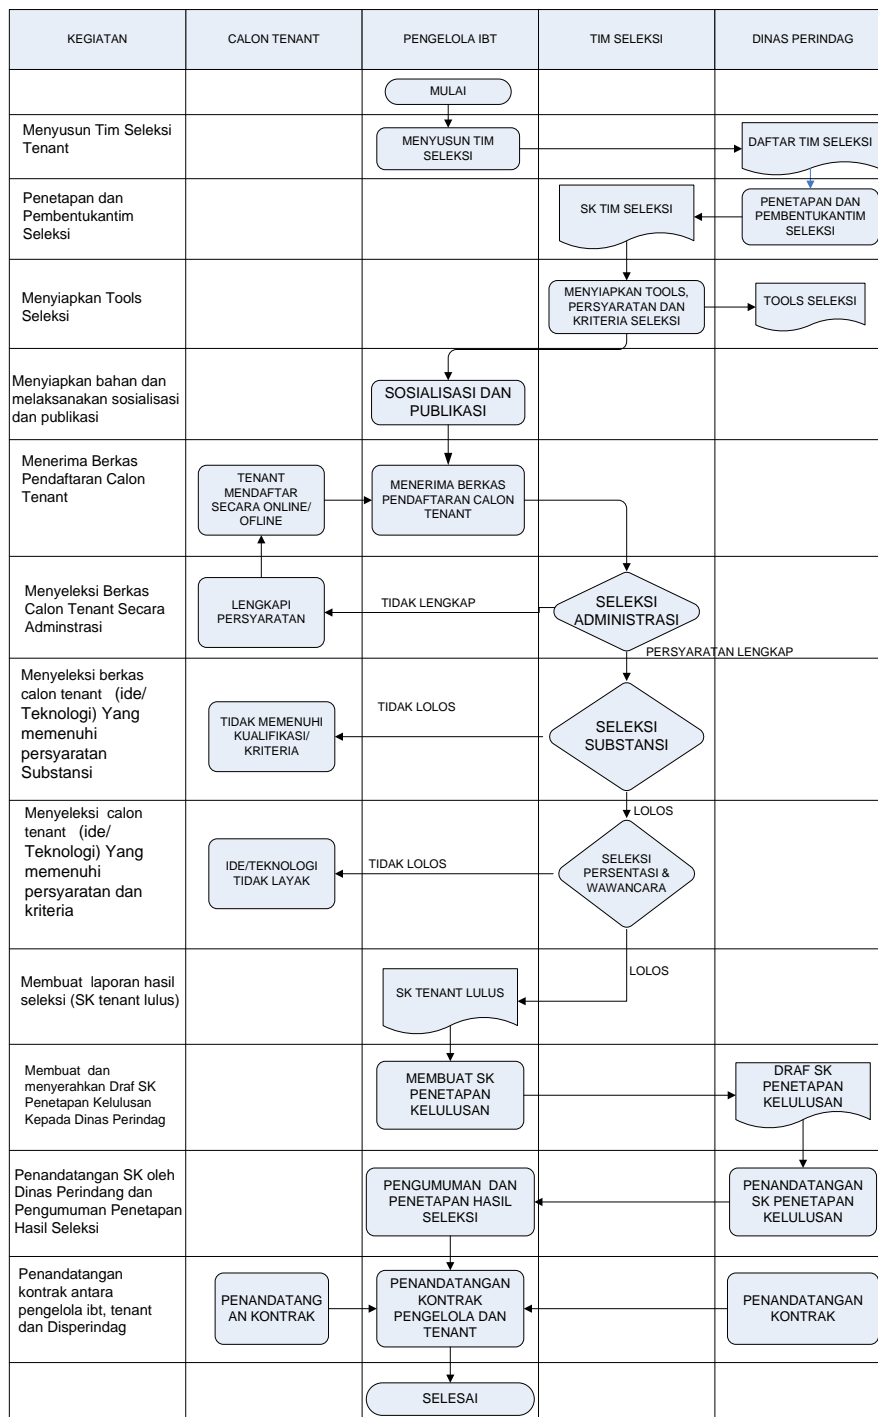 KEGIATAN
CALON TENANT
PENGELOLA IBT
TIM SELEKSI
DINAS PERINDAG
MULAI
Menyusun Tim Seleksi
Tenant
MENYUSUN TIM
SELEKSI
DAFTAR TIM SELEKSI
Penetapan dan
Pembentukantim
Seleksi
SK TIM SELEKSI
PENETAPAN DAN
PEMBENTUKANTIM
SELEKSI
Menyiapkan Tools
Seleksi
MENYIAPKAN TOOLS,
PERSYARATAN DAN
KRITERIA SELEKSI
TOOLS SELEKSI
Menyiapkan bahan dan
melaksanakan sosialisasi
dan publikasi
SOSIALISASI DAN
PUBLIKASI
Menerima Berkas
Pendaftaran Calon
Tenant
TENANT
MENDAFTAR
SECARA ONLINE/
OFLINE
MENERIMA BERKAS
PENDAFTARAN CALON
TENANT
Menyeleksi Berkas
Calon Tenant Secara
Adminstrasi
LENGKAPI
PERSYARATAN
TIDAK LENGKAP
SELEKSI
ADMINISTRASI
PERSYARATAN LENGKAP
Menyeleksi berkas
calon tenant (ide/
Teknologi) Yang
memenuhi
persyaratan
Substansi
TIDAK MEMENUHI
KUALIFIKASI/
KRITERIA
TIDAK LOLOS
SELEKSI
SUBSTANSI
LOLOS
Menyeleksi calon
tenant (ide/
Teknologi) Yang
memenuhi
persyaratan dan
kriteria
IDE/TEKNOLOGI
TIDAK LAYAK
TIDAK LOLOS
SELEKSI
PERSENTASI &
WAWANCARA
LOLOS
Membuat laporan hasil
seleksi (SK tenant lulus)
SK TENANT LULUS
Membuat dan
menyerahkan Draf SK
Penetapan Kelulusan
Kepada Dinas Perindag
MEMBUAT SK
PENETAPAN
KELULUSAN
DRAF SK
PENETAPAN
KELULUSAN
Penandatangan SK oleh
Dinas Perindang dan
Pengumuman Penetapan
Hasil Seleksi
PENGUMUMAN DAN
PENETAPAN HASIL
SELEKSI
PENANDATANGAN
SK PENETAPAN
KELULUSAN
Penandatangan
kontrak antara
pengelola ibt, tenant
dan Disperindag
PENANDATANG
AN KONTRAK
PENANDATANGAN
KONTRAK
PENGELOLA DAN
TENANT
PENANDATANGAN
KONTRAK
SELESAI